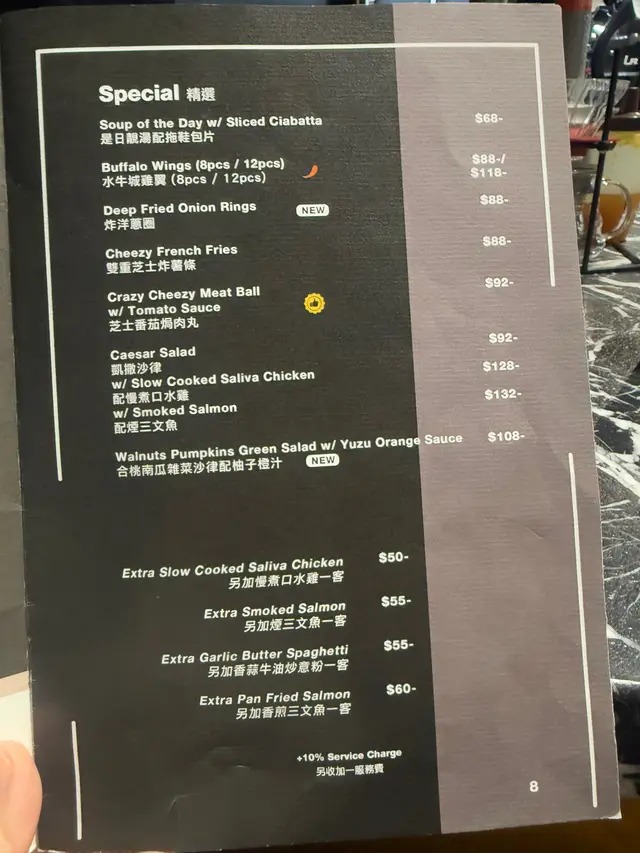 Special 精選
Soup of the Day w/ Sliced Ciabatta $68-
是日靚湯配拖鞋包片
Buffalo Wings (8pcs / 12pcs) $88-/
水牛城雞翼 (8pcs / 12pcs) $118-
Deep Fried Onion Rings NEW $88-
炸洋蔥圈
Cheezy French Fries $88-
雙重芝士炸薯條
Crazy Cheezy Meat Ball $92-
w/ Tomato Sauce
芝士番茄焗肉丸
Caesar Salad $92-
凱撒沙律
w/ Slow Cooked Saliva Chicken $128-
配慢煮口水雞
w/ Smoked Salmon $132-
配煙三文魚
Walnuts Pumpkins Green Salad w/ Yuzu Orange Sauce $108-
合桃南瓜雜菜沙律配柚子橙汁 NEW
Extra Slow Cooked Saliva Chicken $50-
另加慢煮口水雞一客
Extra Smoked Salmon $55-
另加煙三文魚一客
Extra Garlic Butter Spaghetti $55-
另加香蒜牛油炒意粉一客
Extra Pan Fried Salmon $60-
另加香煎三文魚一客
+10% Service Charge
另收加一服務費
8